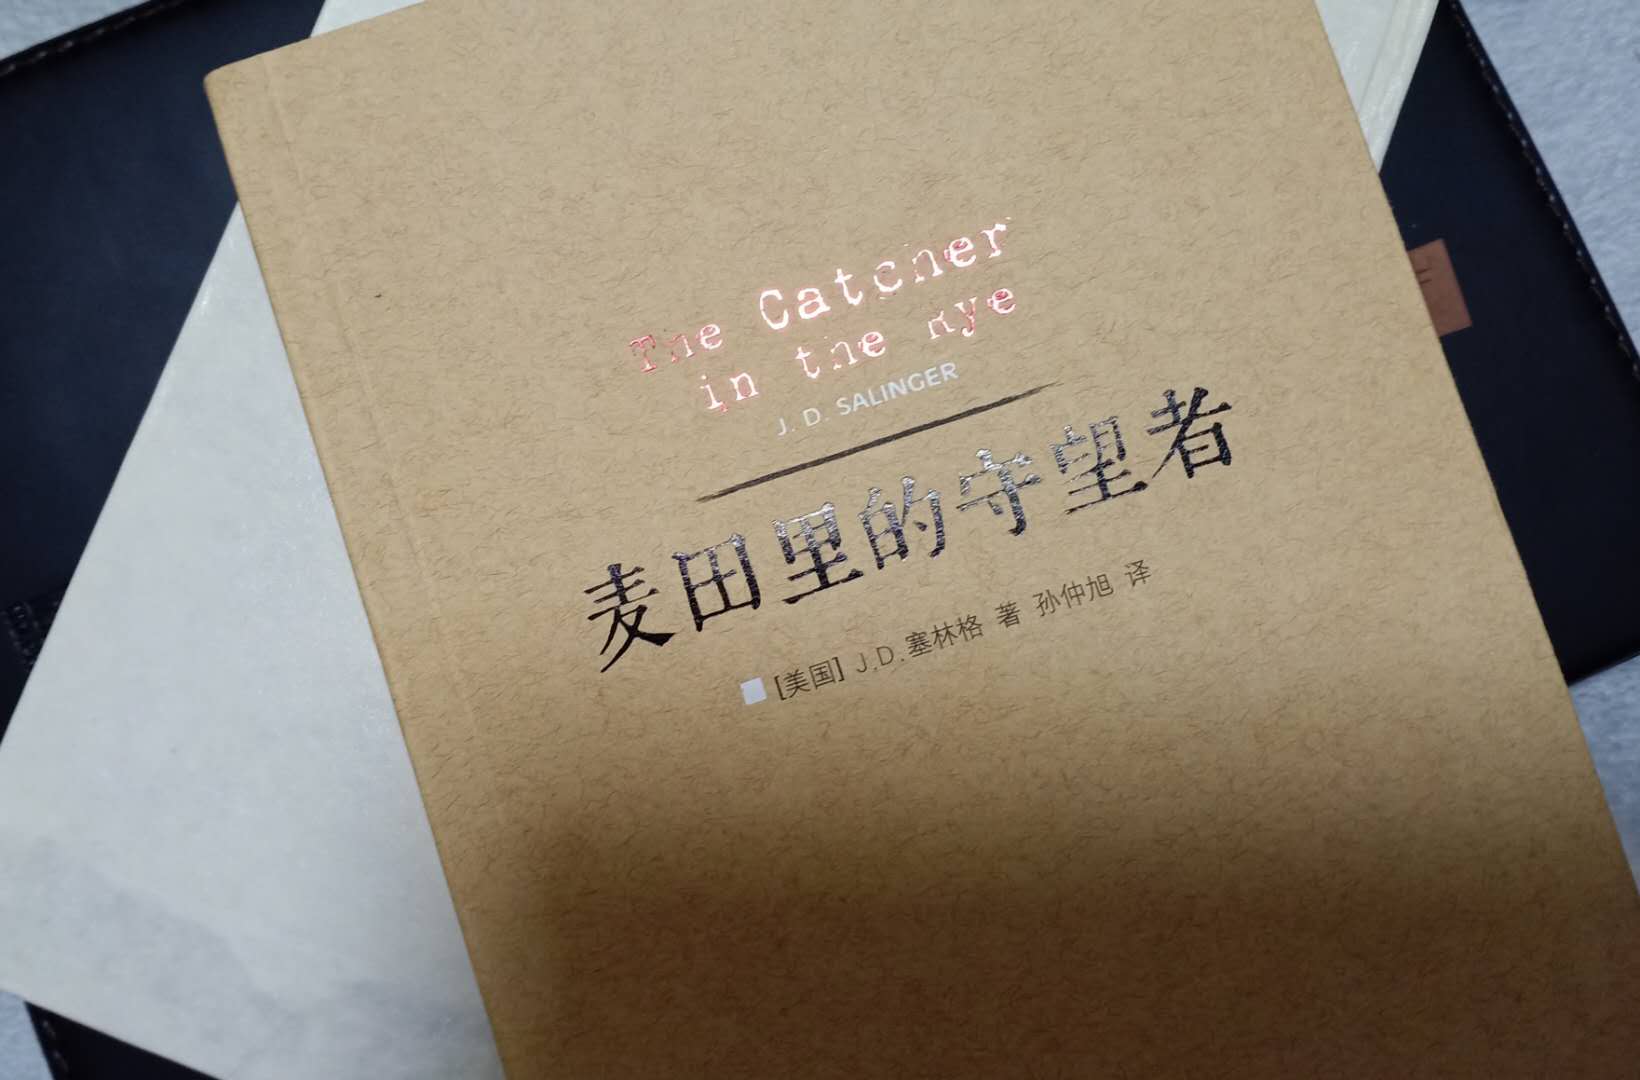 The Catcher
in the Rye
J. D. SALINGER
麦田里的守望者
[美国] J.D.塞林格 著 孙仲旭 译